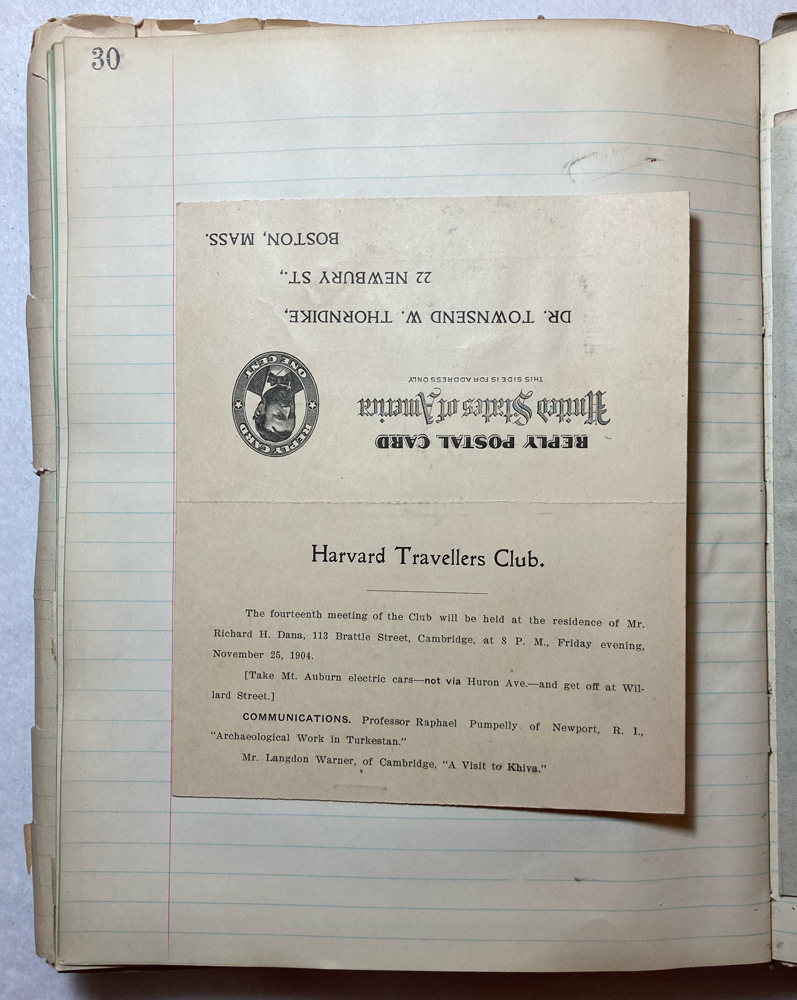 30
REPLY POSTAL CARD
United States of America
THIS SIDE IS FOR ADDRESS ONLY
REPLY CARD
ONE CENT
DR. TOWNSEND W. THORNDIKE,
22 NEWBURY ST.,
BOSTON, MASS.
Harvard Travellers Club.
The fourteenth meeting of the Club will be held at the residence of Mr.
Richard H. Dana, 113 Brattle Street, Cambridge, at 8 P. M., Friday evening,
November 25, 1904.
[Take Mt. Auburn electric cars—not via Huron Ave.—and get off at Wil-
lard Street.]
COMMUNICATIONS. Professor Raphael Pumpelly of Newport, R. I.,
"Archaeological Work in Turkestan."
Mr. Langdon Warner, of Cambridge, "A Visit to Khiva."